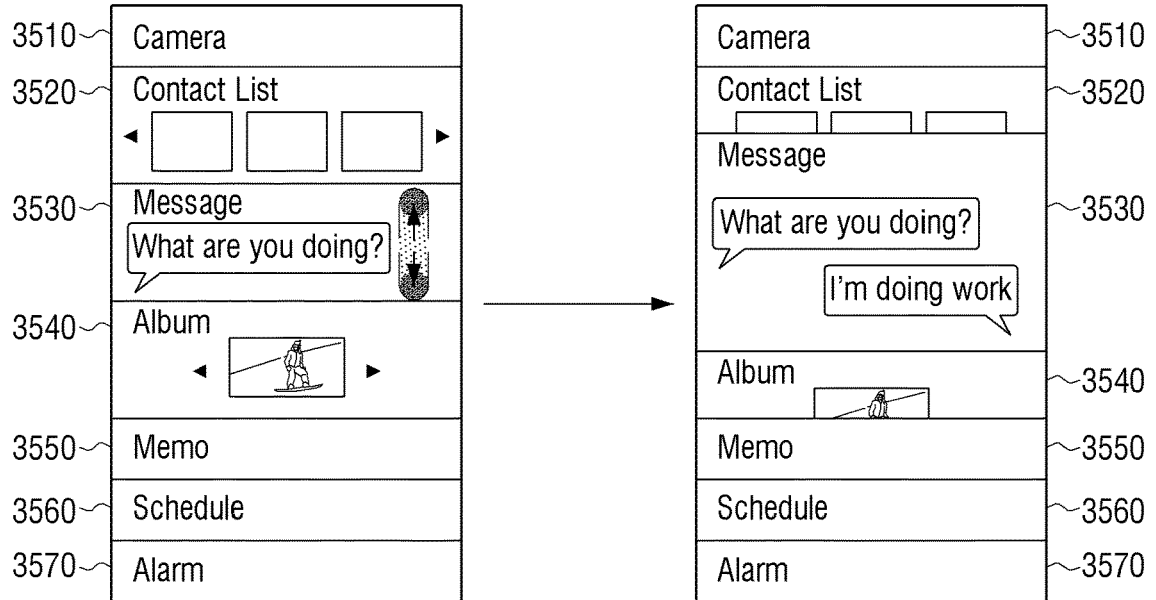 3510 Camera
3520 Contact List
3530 Message
What are you doing?
3540 Album
3550 Memo
3560 Schedule
3570 Alarm
Camera 3510
Contact List 3520
Message
3530
What are you doing?
I'm doing work
Album 3540
Memo 3550
Schedule 3560
Alarm 3570